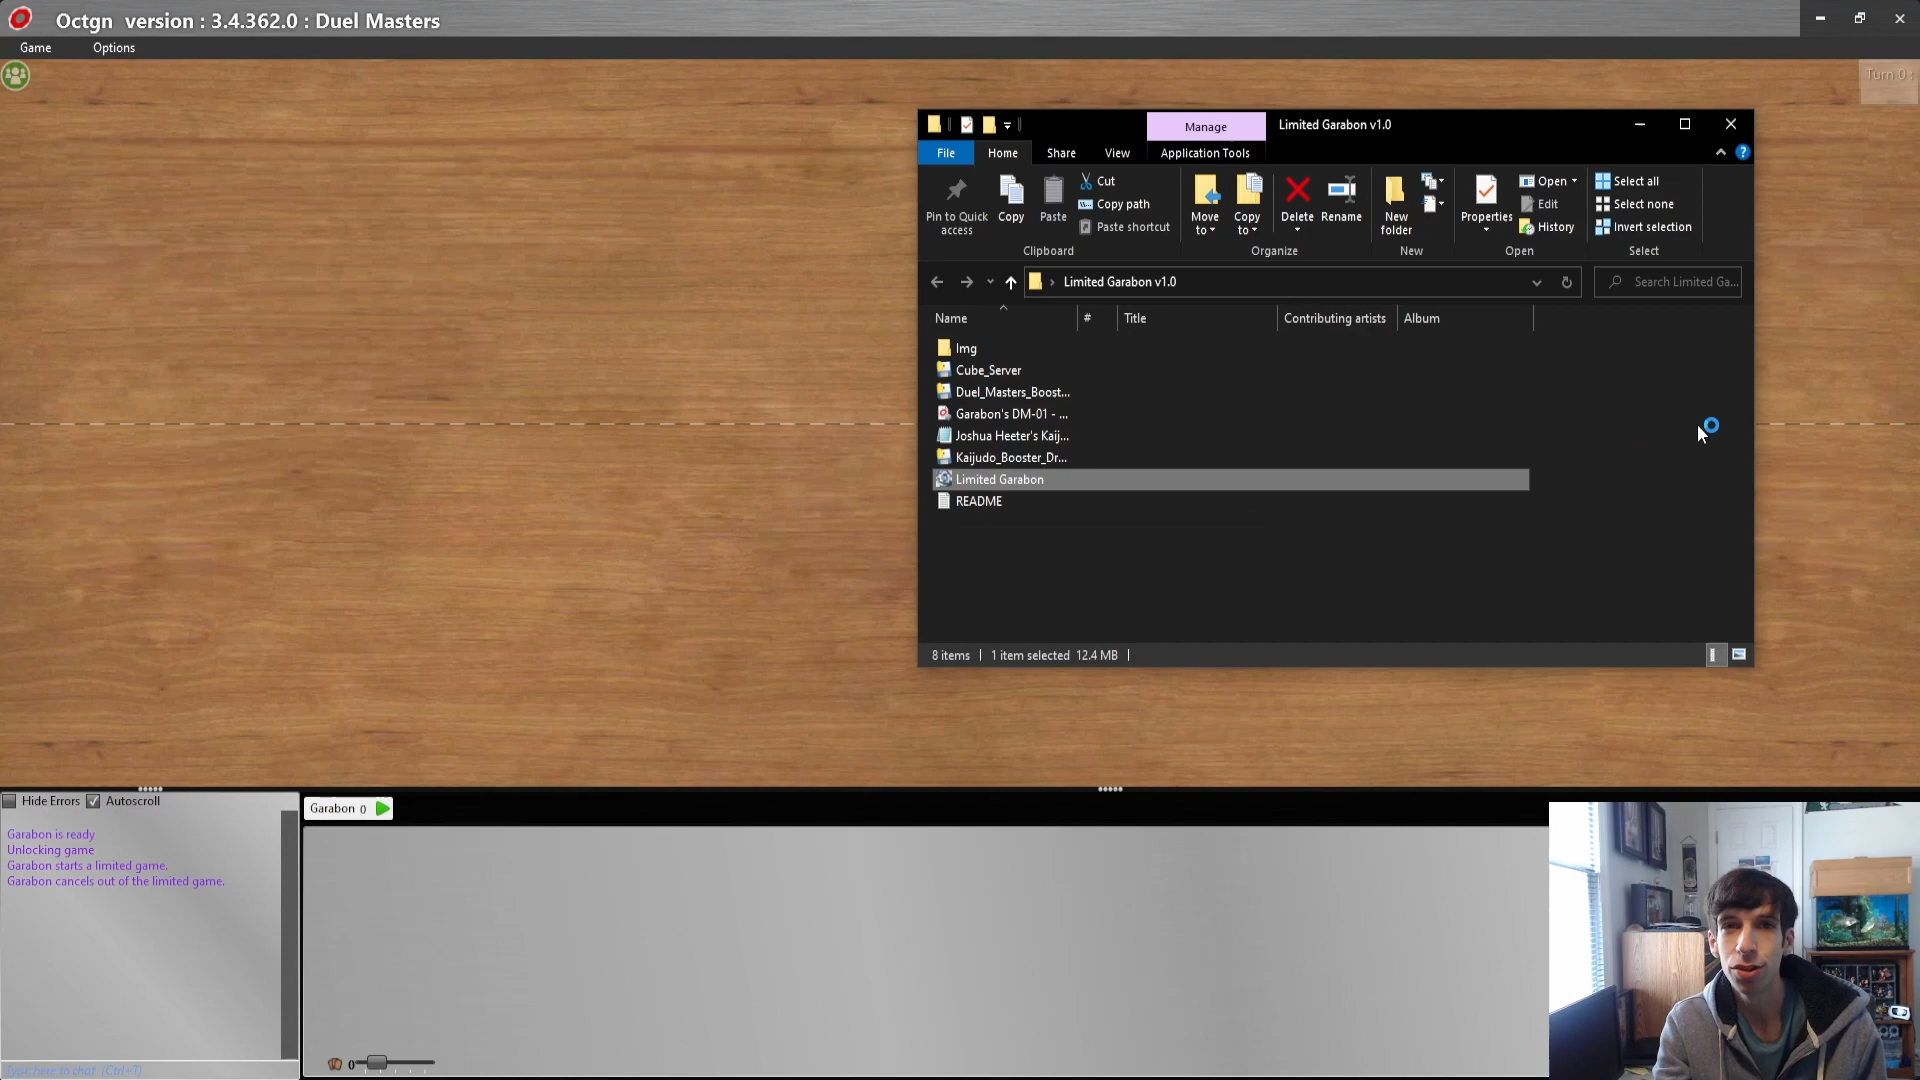 Octgn version : 3.4.362.0 : Duel Masters
Game Options
Turn 0 :
Manage
Limited Garabon v1.0
File Home Share View Application Tools
Pin to Quick access
Copy
Paste
Cut
Copy path
Paste shortcut
Move to
Copy to
Delete
Rename
New folder
Properties
Open
Edit
History
Select all
Select none
Invert selection
Clipboard Organize New Open Select
Limited Garabon v1.0
Search Limited Ga...
Name # Title Contributing artists Album
Img
Cube_Server
Duel_Masters_Boost...
Garabon's DM-01 - ...
Joshua Heeter's Kaij...
Kaijudo_Booster_Dr...
Limited Garabon
README
8 items 1 item selected 12.4 MB
Hide Errors Autoscroll
Garabon is ready
Unlocking game
Garabon starts a limited game.
Garabon cancels out of the limited game.
Type here to chat (Ctrl+T)
Garabon 0
0